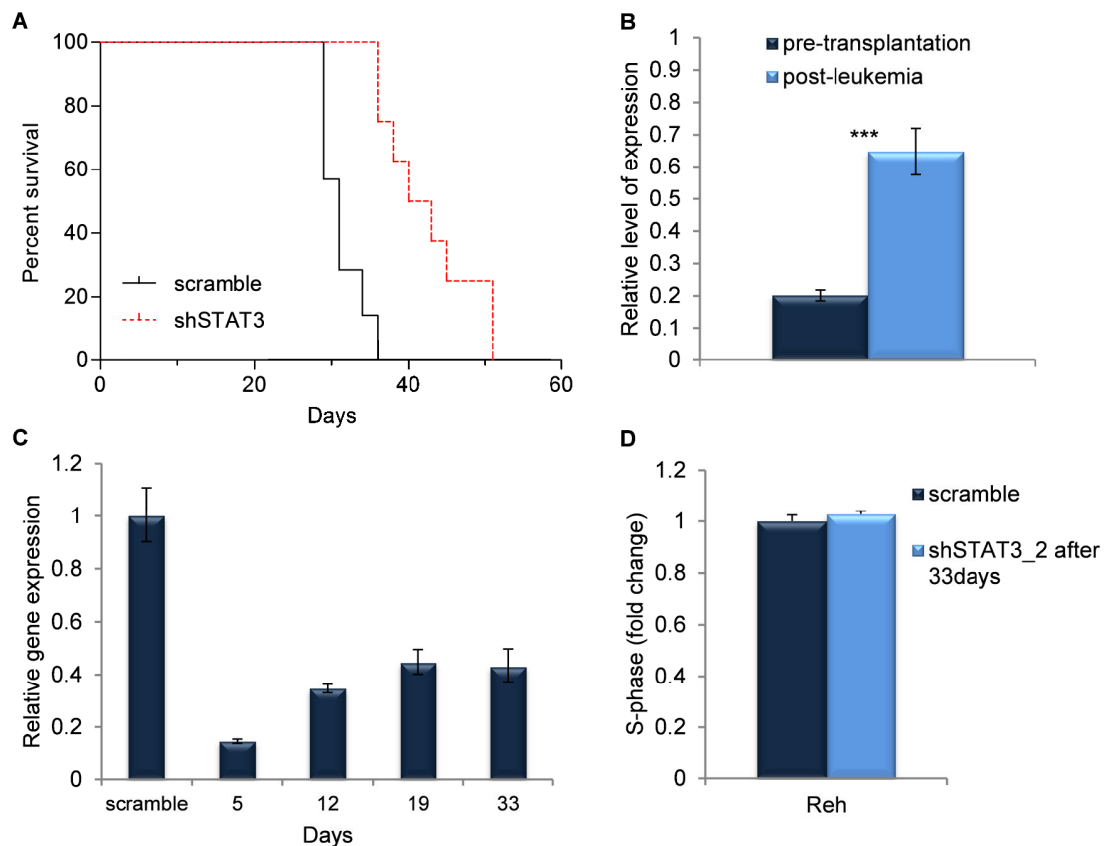 A
Percent survival
100
80
60
40
20
0
0
20
40
60
Days
scramble
shSTAT3
B
Relative level of expression
1
0.9
0.8
0.7
0.6
0.5
0.4
0.3
0.2
0.1
0
pre-transplantation
post-leukemia
***
C
Relative gene expression
1.2
1
0.8
0.6
0.4
0.2
0
scramble
5
12
19
33
Days
D
S-phase (fold change)
1.2
1
0.8
0.6
0.4
0.2
0
Reh
scramble
shSTAT3_2 after
33days